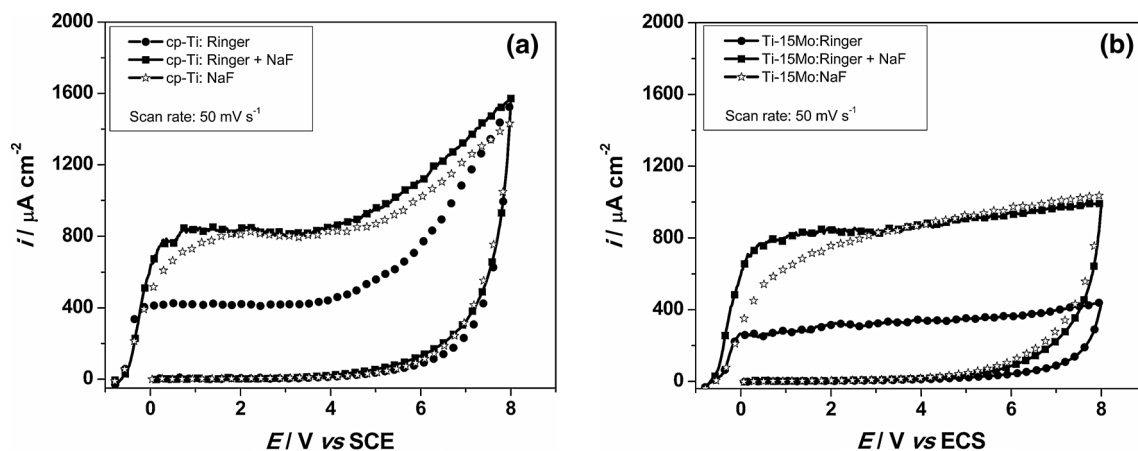 2000
1600
1200
800
400
0
i / μA cm⁻²
cp-Ti: Ringer
cp-Ti: Ringer + NaF
cp-Ti: NaF
Scan rate: 50 mV s⁻¹
(a)
0 2 4 6 8
E / V vs SCE
2000
1600
1200
800
400
0
i / μA cm⁻²
Ti-15Mo:Ringer
Ti-15Mo:Ringer + NaF
Ti-15Mo:NaF
Scan rate: 50 mV s⁻¹
(b)
0 2 4 6 8
E / V vs ECS